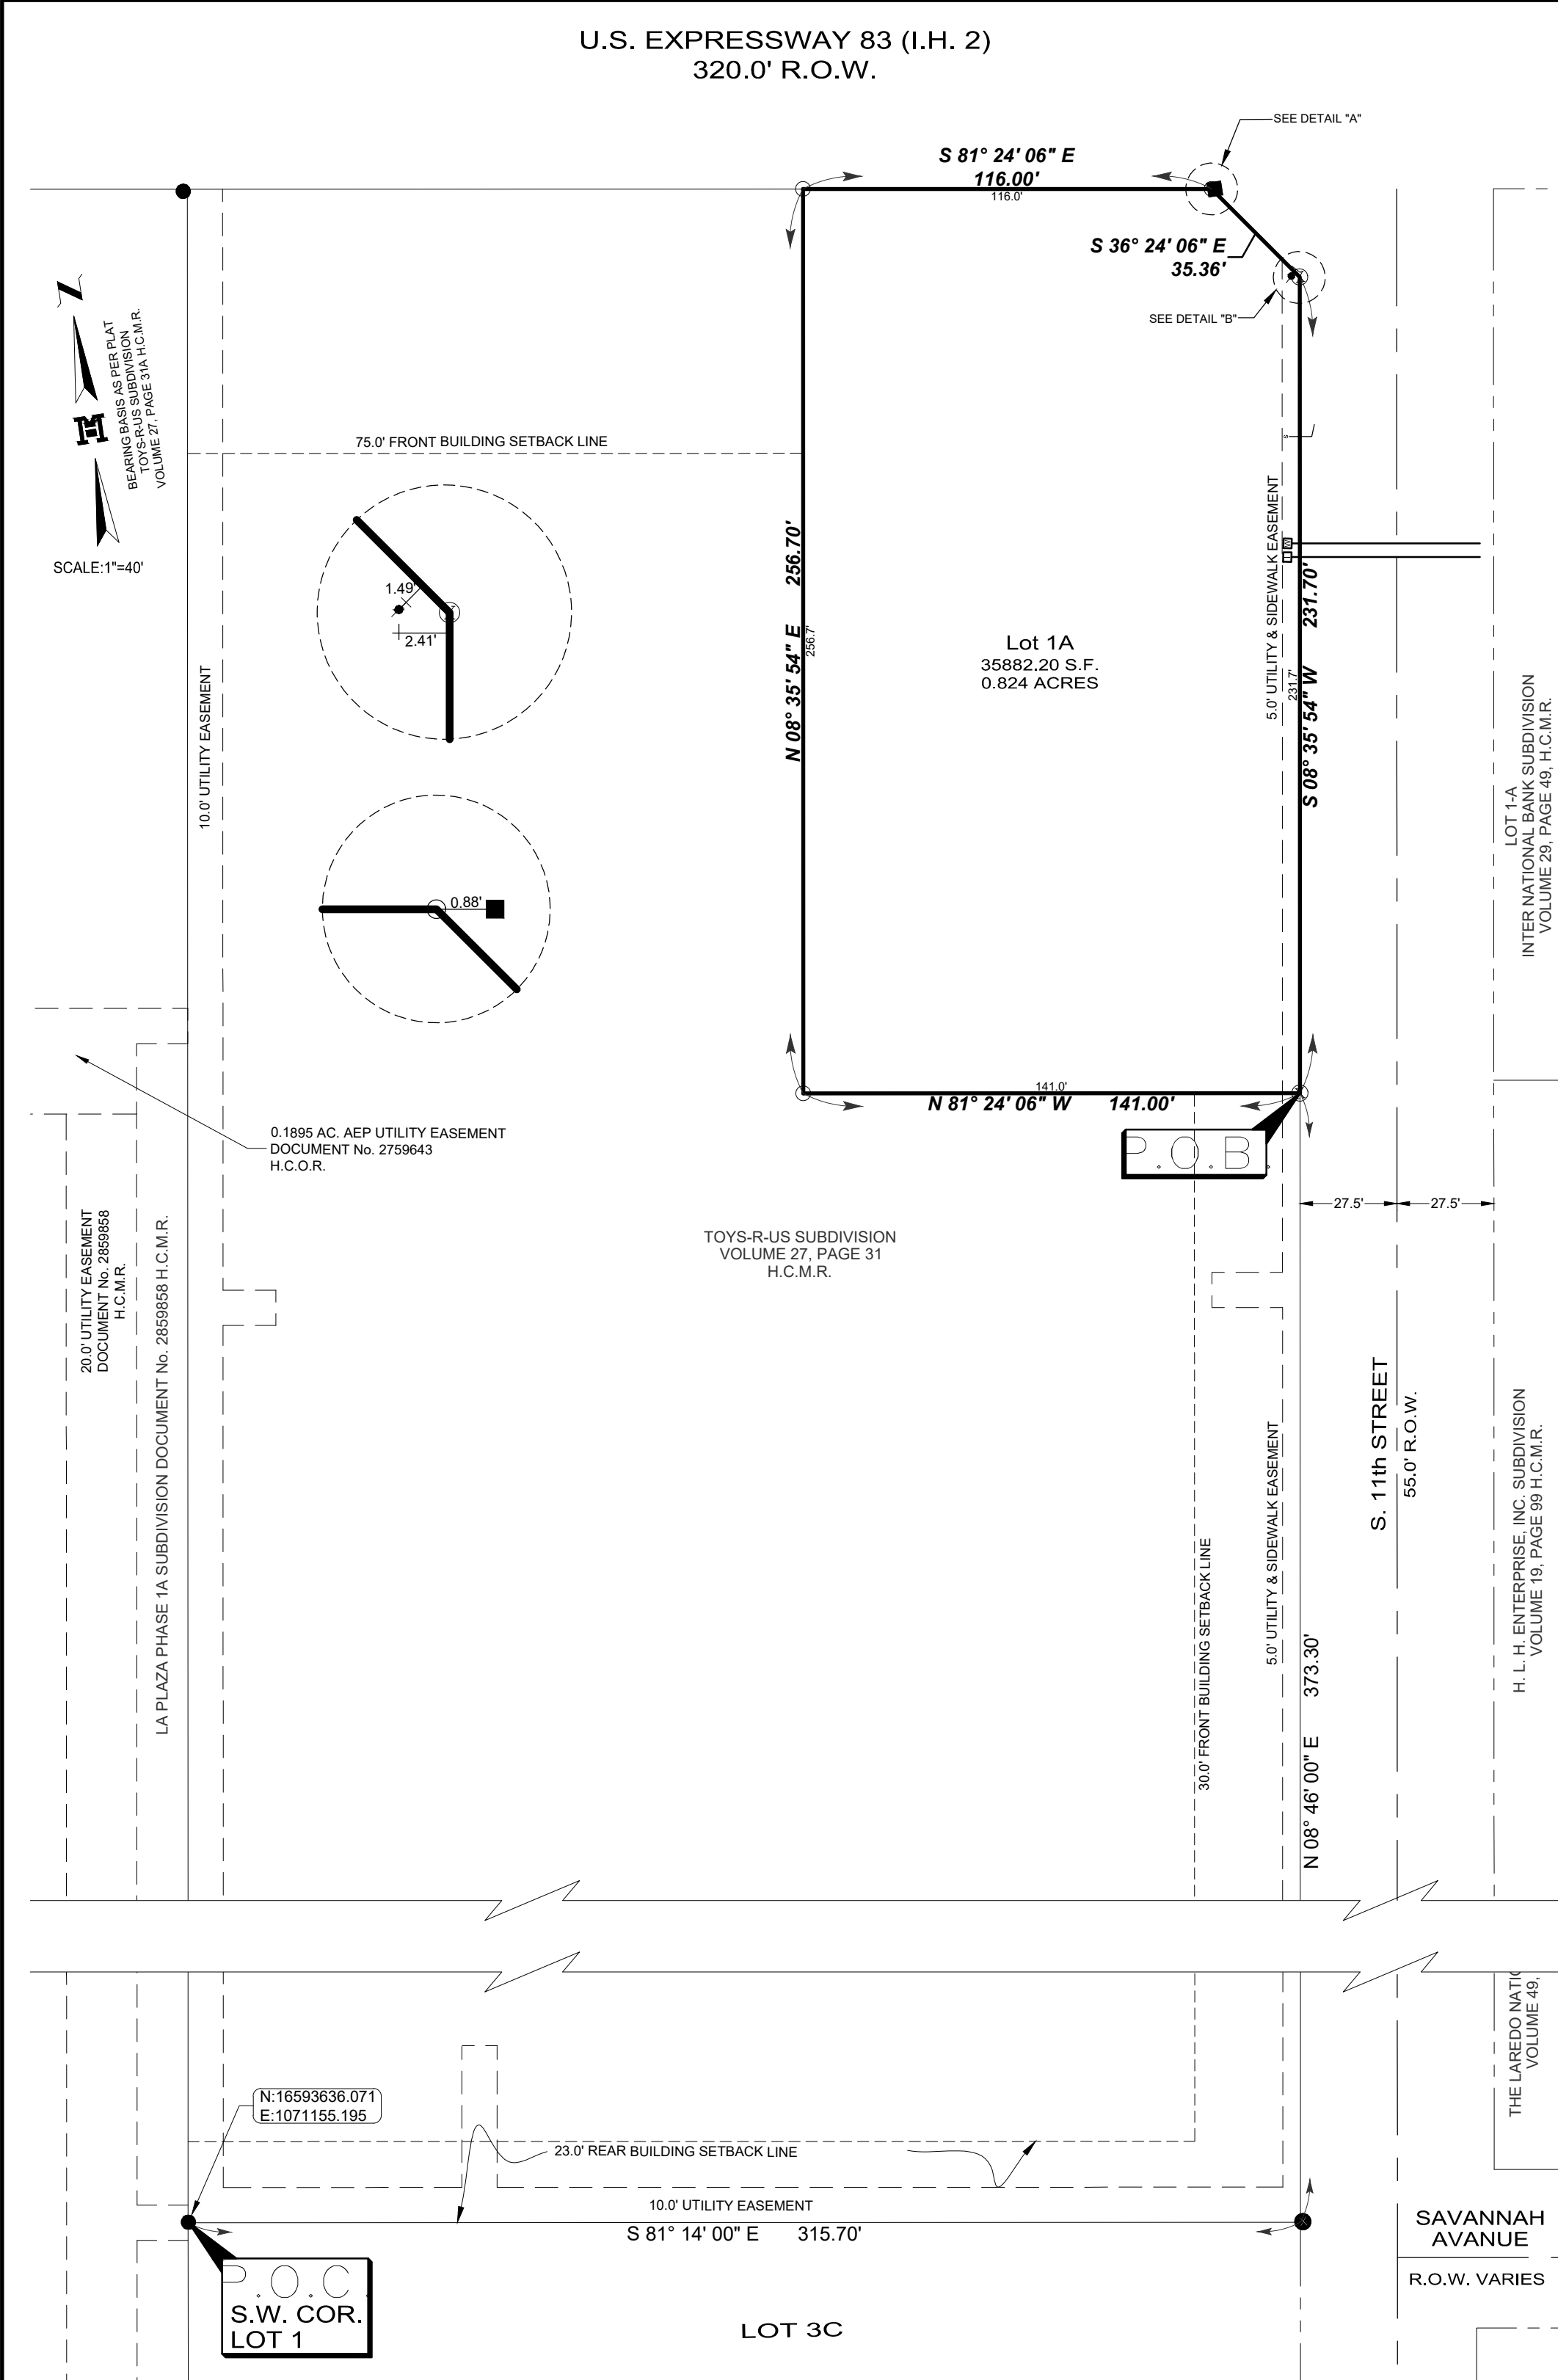 U.S. EXPRESSWAY 83 (I.H. 2)
320.0' R.O.W.
SEE DETAIL "A"
S 81° 24' 06" E
116.00'
116.0'
S 36° 24' 06" E
35.36'
SEE DETAIL "B"
N
BEARING BASIS AS PER PLAT
TOYS-R-US SUBDIVISION
VOLUME 27, PAGE 31A H.C.M.R.
SCALE:1"=40'
75.0' FRONT BUILDING SETBACK LINE
S
W
1.49'
2.41'
0.88'
10.0' UTILITY EASEMENT
N 08° 35' 54" E 256.70'
256.7'
Lot 1A
35882.20 S.F.
0.824 ACRES
5.0' UTILITY & SIDEWALK EASEMENT
231.7'
S 08° 35' 54" W 231.70'
LOT 1-A
INTER NATIONAL BANK SUBDIVISION
VOLUME 29, PAGE 49, H.C.M.R.
141.0'
N 81° 24' 06" W 141.00'
P.O.B.
0.1895 AC. AEP UTILITY EASEMENT
DOCUMENT No. 2759643
H.C.O.R.
27.5'
27.5'
20.0' UTILITY EASEMENT
DOCUMENT No. 2859858
H.C.M.R.
LA PLAZA PHASE 1A SUBDIVISION DOCUMENT No. 2859858 H.C.M.R.
TOYS-R-US SUBDIVISION
VOLUME 27, PAGE 31
H.C.M.R.
S. 11th STREET
55.0' R.O.W.
H. L. H. ENTERPRISE, INC. SUBDIVISION
VOLUME 19, PAGE 99 H.C.M.R.
30.0' FRONT BUILDING SETBACK LINE
5.0' UTILITY & SIDEWALK EASEMENT
N 08° 46' 00" E 373.30'
THE LAREDO NATIO
VOLUME 49,
N:16593636.071
E:1071155.195
23.0' REAR BUILDING SETBACK LINE
10.0' UTILITY EASEMENT
S 81° 14' 00" E 315.70'
P.O.C.
S.W. COR.
LOT 1
LOT 3C
SAVANNAH
AVANUE
R.O.W. VARIES